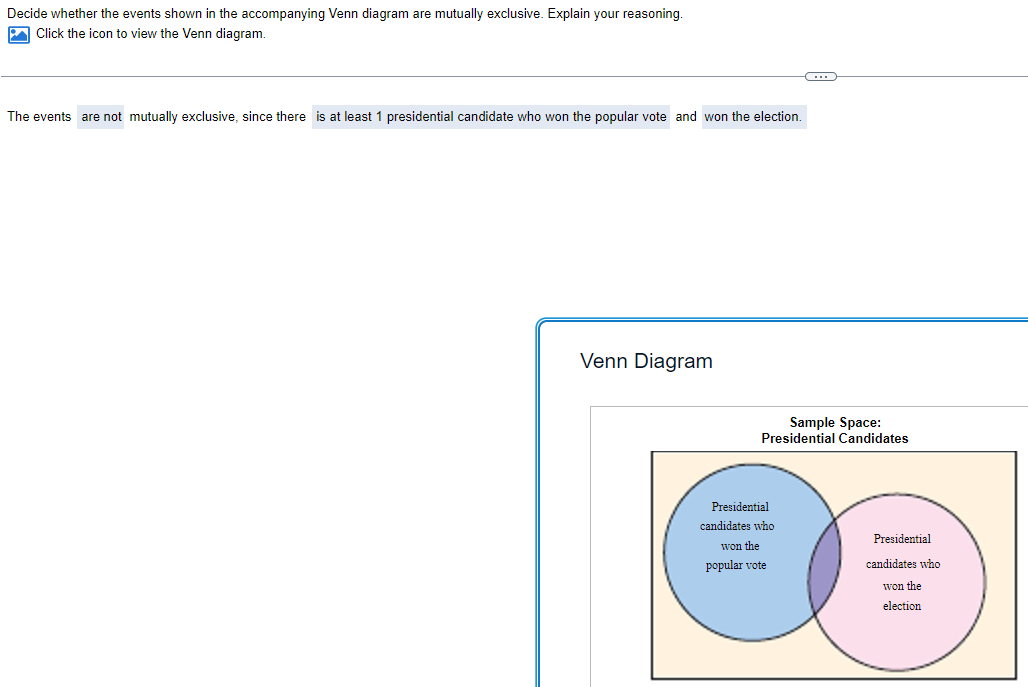 Decide whether the events shown in the accompanying Venn diagram are mutually exclusive. Explain your reasoning.
Click the icon to view the Venn diagram.
The events are not mutually exclusive, since there is at least 1 presidential candidate who won the popular vote and won the election.
Venn Diagram
Sample Space:
Presidential Candidates
Presidential
candidates who
won the
popular vote
Presidential
candidates who
won the
election